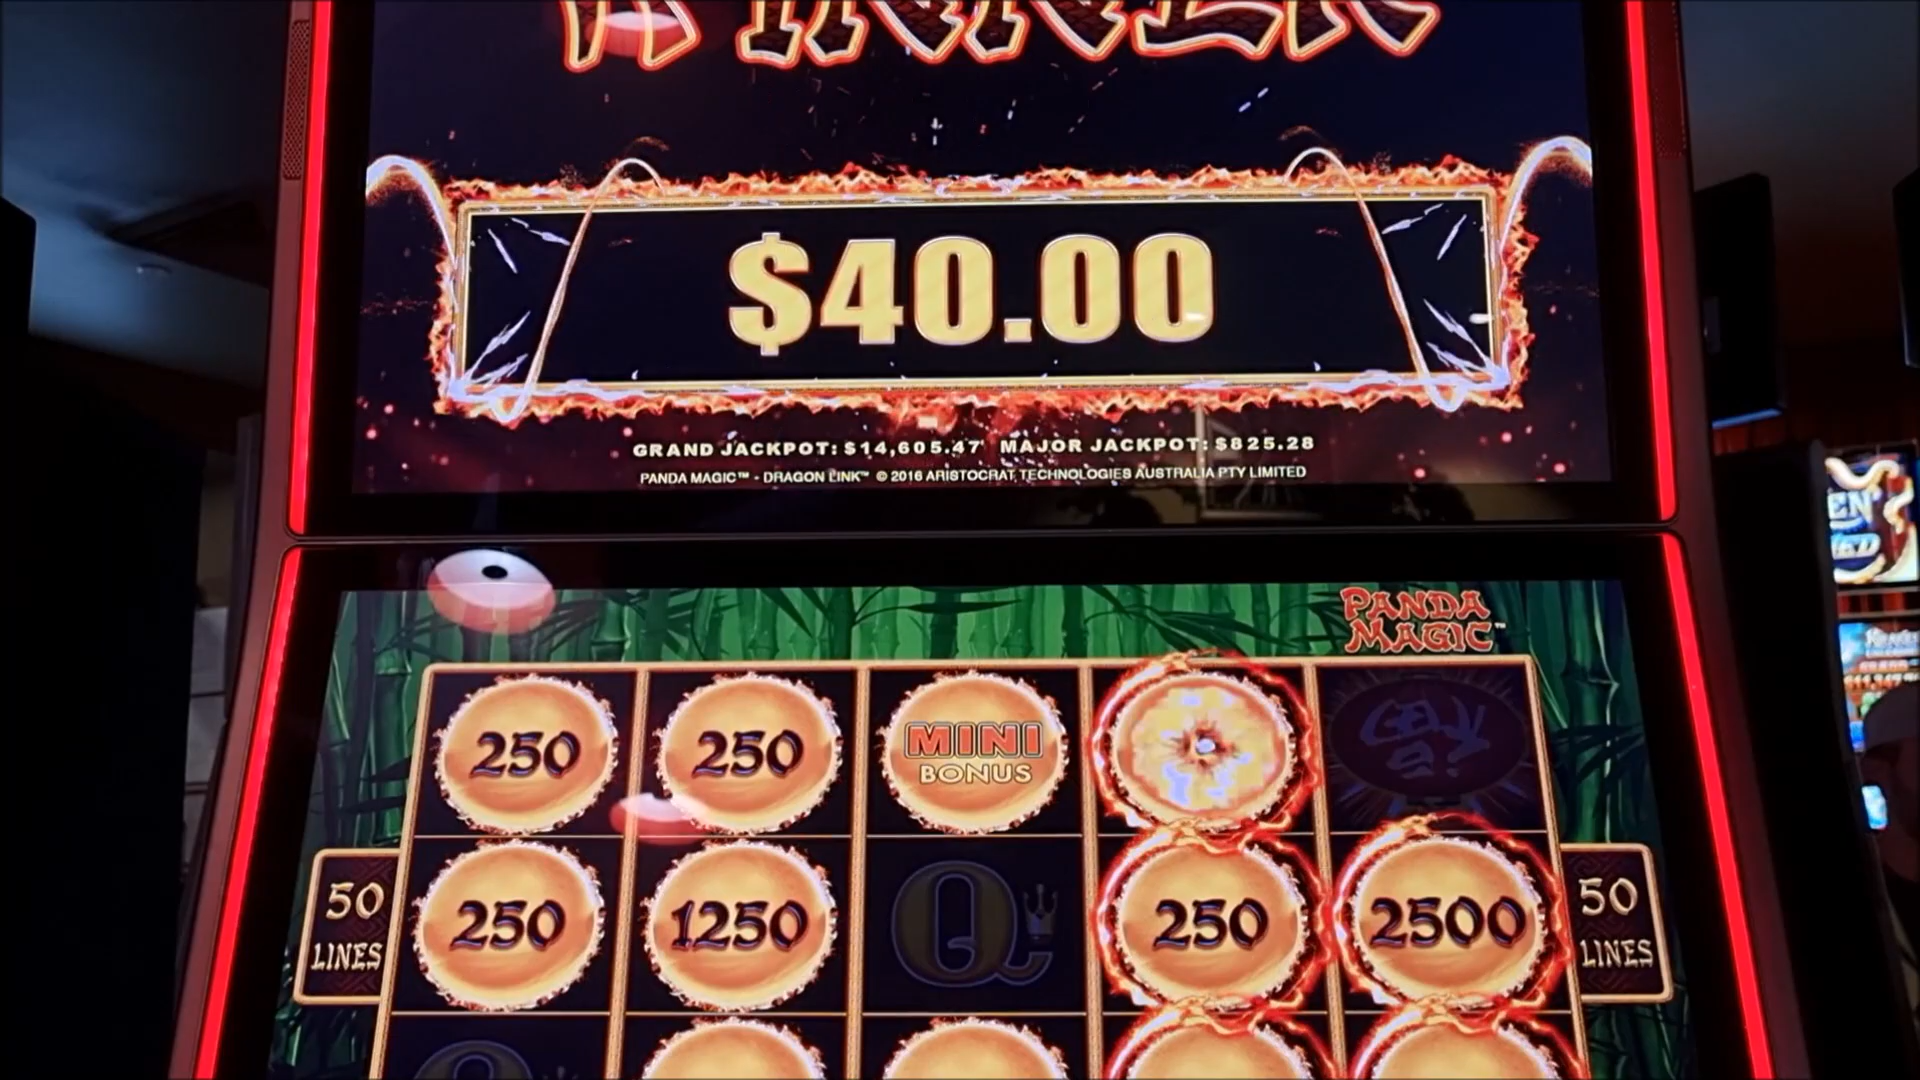 $40.00
GRAND JACKPOT: $14,605.47 MAJOR JACKPOT: $825.28
PANDA MAGIC™ - DRAGON LINK™ © 2016 ARISTOCRAT TECHNOLOGIES AUSTRALIA PTY LIMITED
PANDA
MAGIC™
250
250
MINI
BONUS
50
LINES
250
1250
Q
250
2500
50
LINES